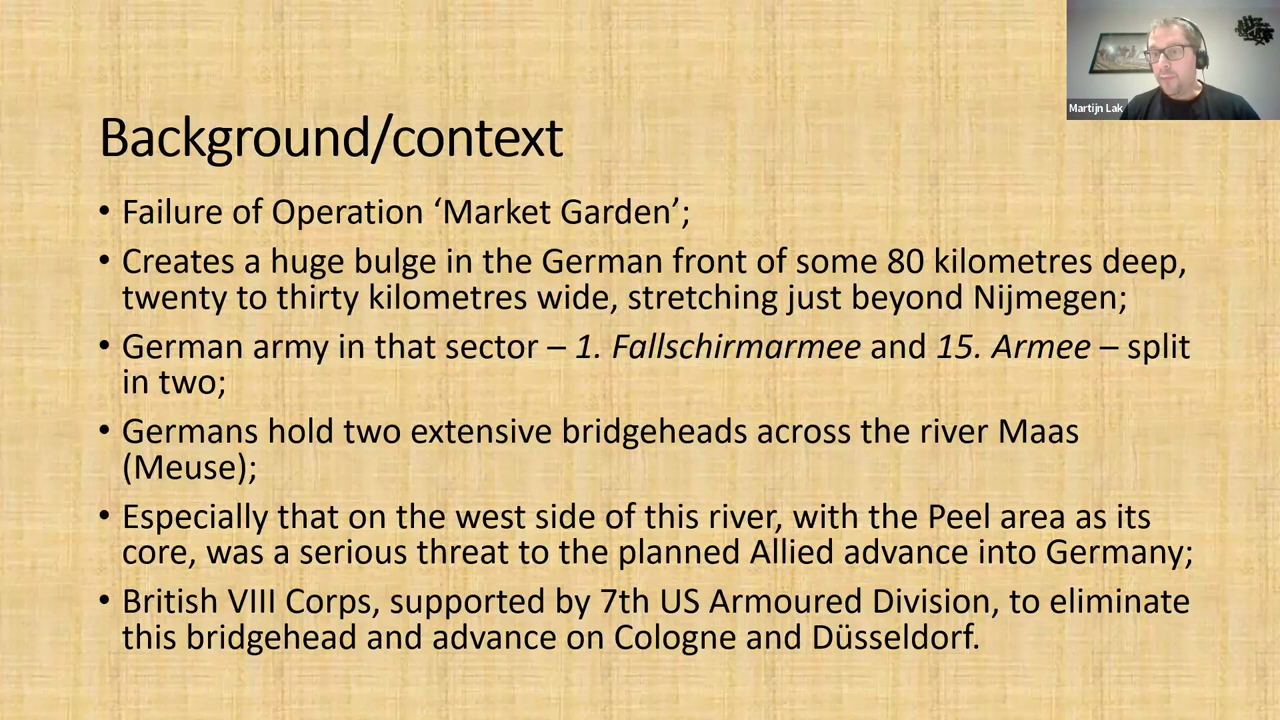 Martijn Lak
Background/context
• Failure of Operation ‘Market Garden’;
• Creates a huge bulge in the German front of some 80 kilometres deep,
twenty to thirty kilometres wide, stretching just beyond Nijmegen;
• German army in that sector – 1. Fallschirmarmee and 15. Armee – split
in two;
• Germans hold two extensive bridgeheads across the river Maas
(Meuse);
• Especially that on the west side of this river, with the Peel area as its
core, was a serious threat to the planned Allied advance into Germany;
• British VIII Corps, supported by 7th US Armoured Division, to eliminate
this bridgehead and advance on Cologne and Düsseldorf.